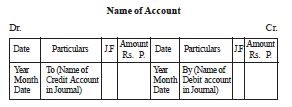 Name of Account
Dr. Cr.
Date Particulars J.F Amount Rs. P. Date Particulars J.F Amount Rs. P.
Year To (Name of Year By (Name of
Month Credit Account Month Debit account
Date in Journal) Date in Journal)